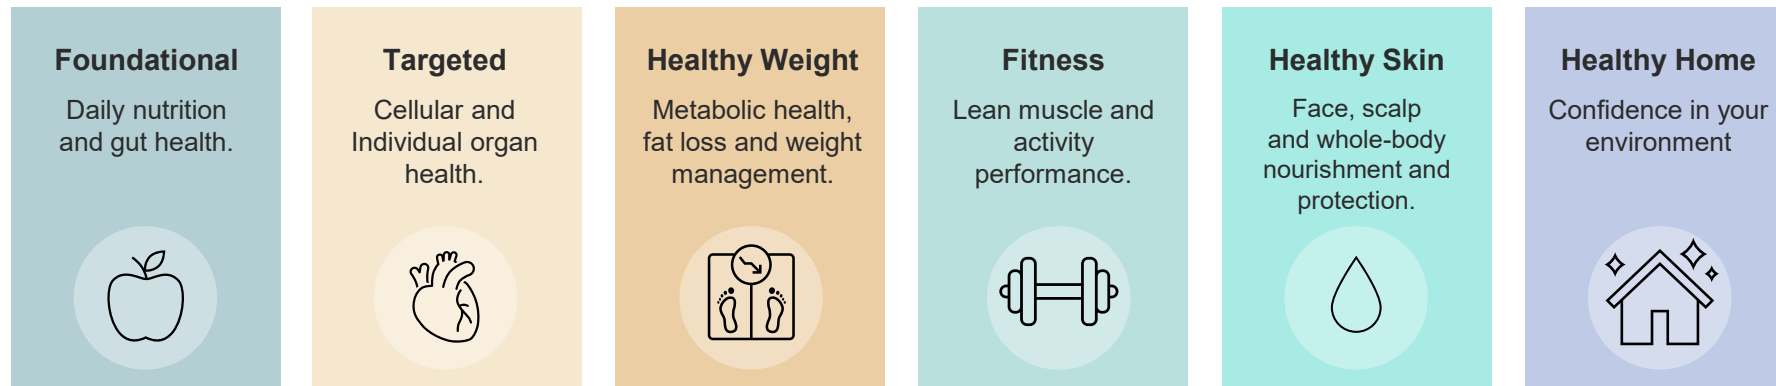 Foundational
Daily nutrition
and gut health.
Targeted
Cellular and
Individual organ
health.
Healthy Weight
Metabolic health,
fat loss and weight
management.
Fitness
Lean muscle and
activity
performance.
Healthy Skin
Face, scalp
and whole-body
nourishment and
protection.
Healthy Home
Confidence in your
environment